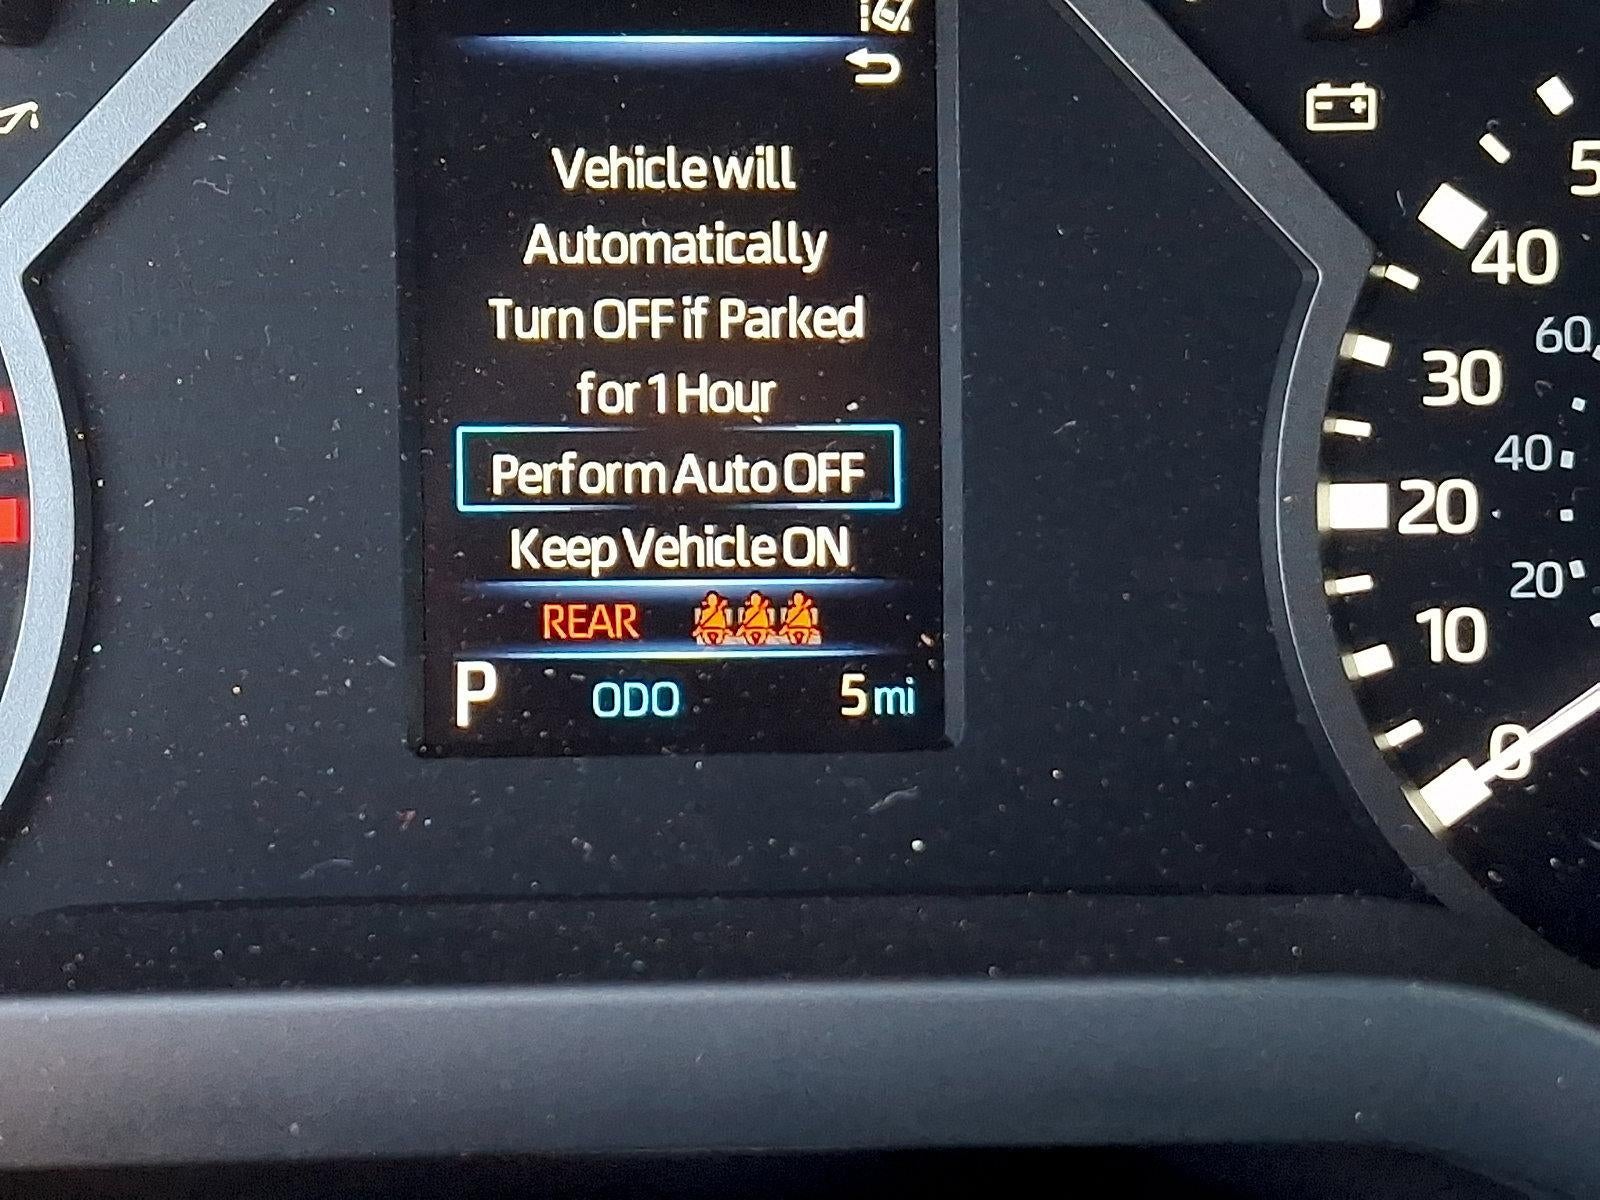 Vehicle will
Automatically
Turn OFF if Parked
for 1 Hour
Perform Auto OFF
Keep Vehicle ON
REAR
P ODO 5 mi
5
40
60
30
40
20
20
10
0